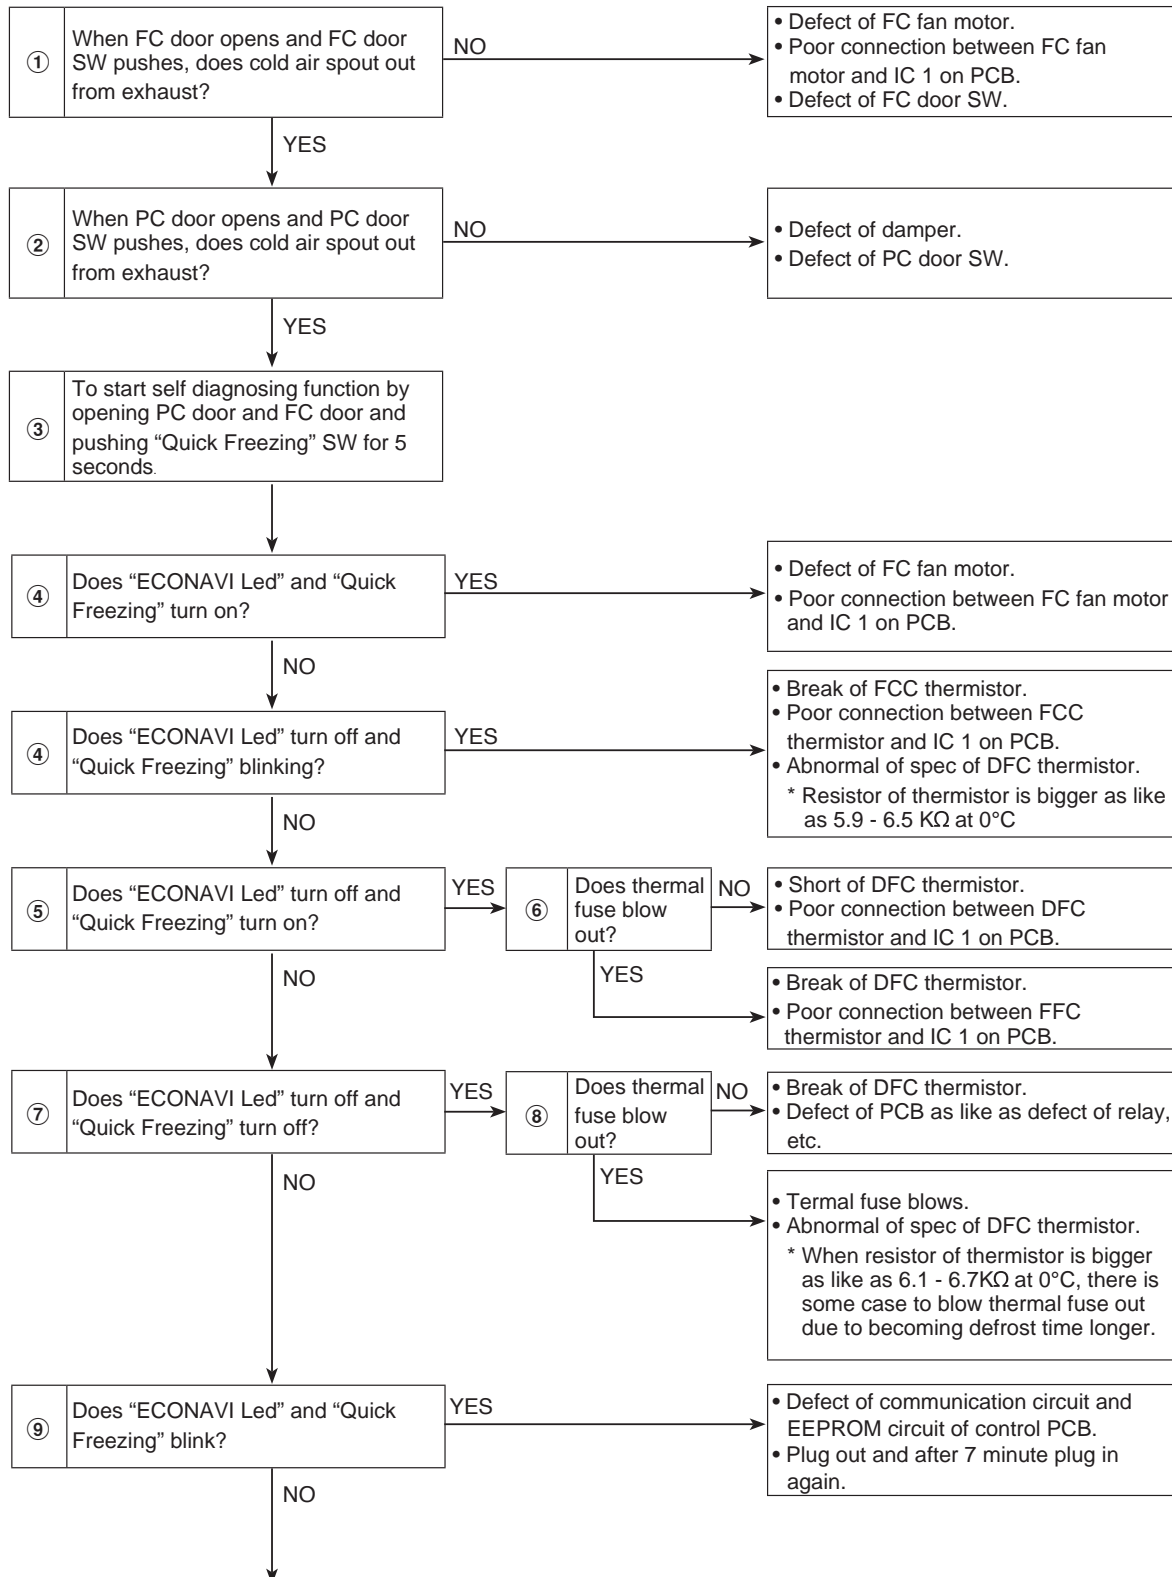 ①
When FC door opens and FC door
SW pushes, does cold air spout out
from exhaust?
NO
• Defect of FC fan motor.
• Poor connection between FC fan
motor and IC 1 on PCB.
• Defect of FC door SW.
YES
②
When PC door opens and PC door
SW pushes, does cold air spout out
from exhaust?
NO
• Defect of damper.
• Defect of PC door SW.
YES
③
To start self diagnosing function by
opening PC door and FC door and
pushing “Quick Freezing” SW for 5
seconds.
④
Does “ECONAVI Led” and “Quick
Freezing” turn on?
YES
• Defect of FC fan motor.
• Poor connection between FC fan motor
and IC 1 on PCB.
NO
④
Does “ECONAVI Led” turn off and
“Quick Freezing” blinking?
YES
• Break of FCC thermistor.
• Poor connection between FCC
thermistor and IC 1 on PCB.
• Abnormal of spec of DFC thermistor.
* Resistor of thermistor is bigger as like
as 5.9 - 6.5 KΩ at 0°C
NO
⑤
Does “ECONAVI Led” turn off and
“Quick Freezing” turn on?
YES
⑥
Does thermal
fuse blow
out?
NO
• Short of DFC thermistor.
• Poor connection between DFC
thermistor and IC 1 on PCB.
YES
• Break of DFC thermistor.
• Poor connection between FFC
thermistor and IC 1 on PCB.
NO
⑦
Does “ECONAVI Led” turn off and
“Quick Freezing” turn off?
YES
⑧
Does thermal
fuse blow
out?
NO
• Break of DFC thermistor.
• Defect of PCB as like as defect of relay,
etc.
YES
• Termal fuse blows.
• Abnormal of spec of DFC thermistor.
* When resistor of thermistor is bigger
as like as 6.1 - 6.7KΩ at 0°C, there is
some case to blow thermal fuse out
due to becoming defrost time longer.
NO
⑨
Does “ECONAVI Led” and “Quick
Freezing” blink?
YES
• Defect of communication circuit and
EEPROM circuit of control PCB.
• Plug out and after 7 minute plug in
again.
NO